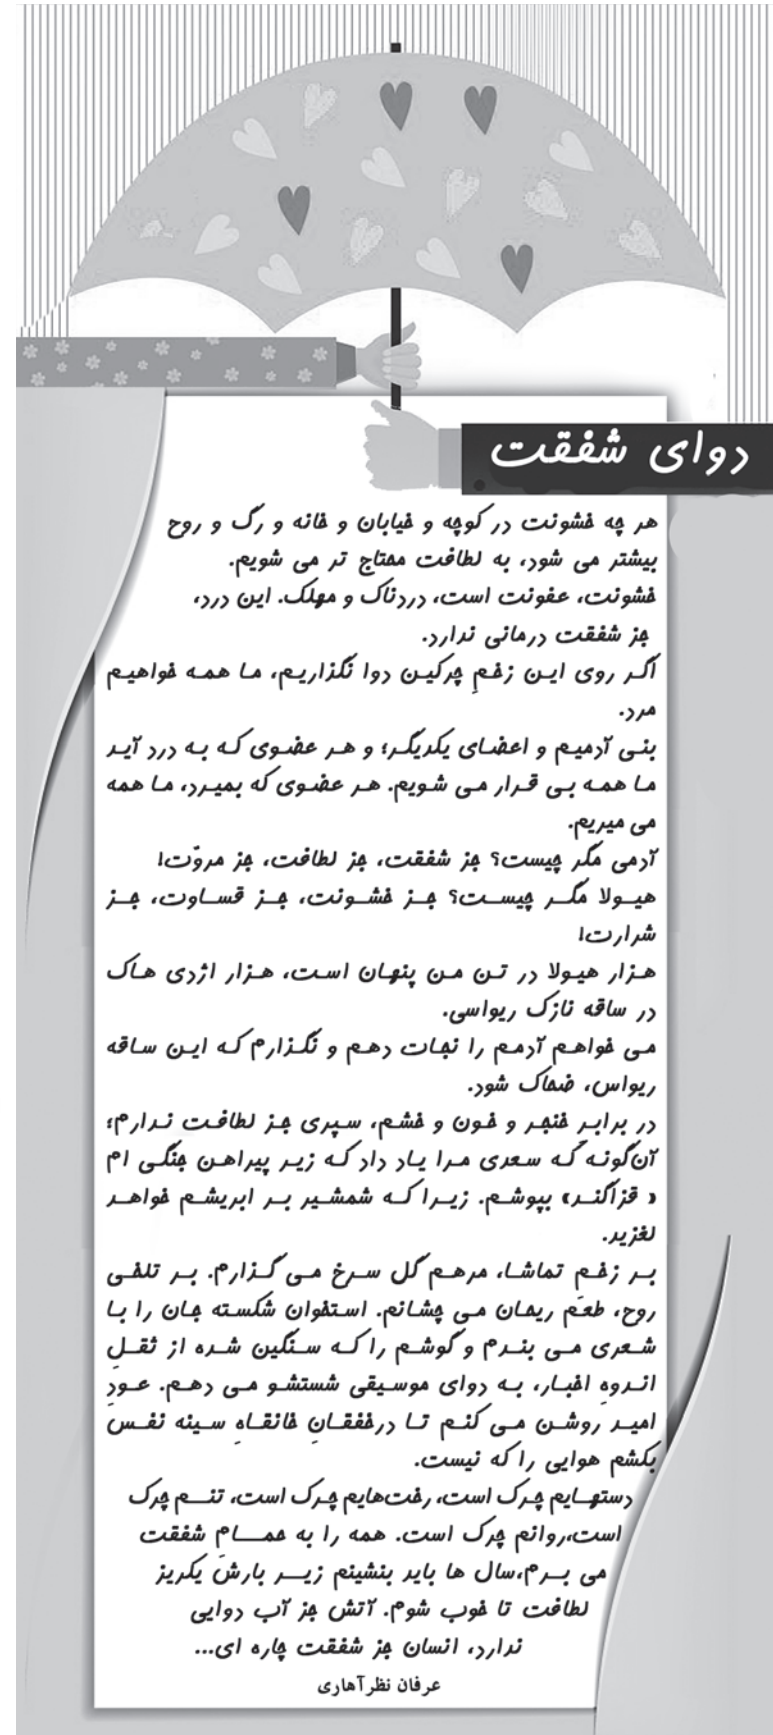 دوای شفقت
هر چه خشونت در کوچه و خیابان و خانه و رگ و روح
بیشتر می شود، به لطافت محتاج تر می شویم.
خشونت، عفونت است، دردناک و مهلک. این درد،
جز شفقت درمانی ندارد.
اگر روی این زخمِ چرکین دوا نگذاریم، ما همه خواهیم
مرد.
بنی آدمیم و اعضای یکدیگر؛ و هر عضوی که به درد آید
ما همه بی قرار می شویم. هر عضوی که بمیرد، ما همه
می میریم.
آدمی مگر چیست؟ جز شفقت، جز لطافت، جز مروّت!
هیولا مگر چیست؟ جز خشونت، جز قساوت، جز
شرارت!
هزار هیولا در تن من پنهان است، هزار اژدی هاک
در ساقه نازک ریواسی.
می خواهم آدمم را نجات دهم و نگذارم که این ساقه
ریواس، ضحاک شود.
در برابرِ خنجر و خون و خشم، سپری جز لطافت ندارم؛
آن‌گونه که سعدی مرا یاد داد که زیر پیراهن جنگی ام
« قزاگند» بپوشم. زیرا که شمشیر بر ابریشم خواهد
لغزید.
بر زخمِ تماشا، مرهم گل سرخ می گذارم. بر تلخی
روح، طعمِ ریحان می چشانم. استخوان شکسته جان را با
شعری می بندم و گوشم را که سنگین شده از ثقلِ
اندوهِ اخبار، به دوای موسیقی شستشو می دهم. عودِ
امید روشن می کنم تا درخفقانِ خانقاهِ سینه نفس
بکشم هوایی را که نیست.
دستهایم چرک است، رخت‌هایم چرک است، تنم چرک
است،روانم چرک است. همه را به حمامِ شفقت
می برم،سال ها باید بنشینم زیر بارشِ یکریز
لطافت تا خوب شوم. آتش جز آب دوایی
ندارد، انسان جز شفقت چاره ای...
عرفان نظرآهاری